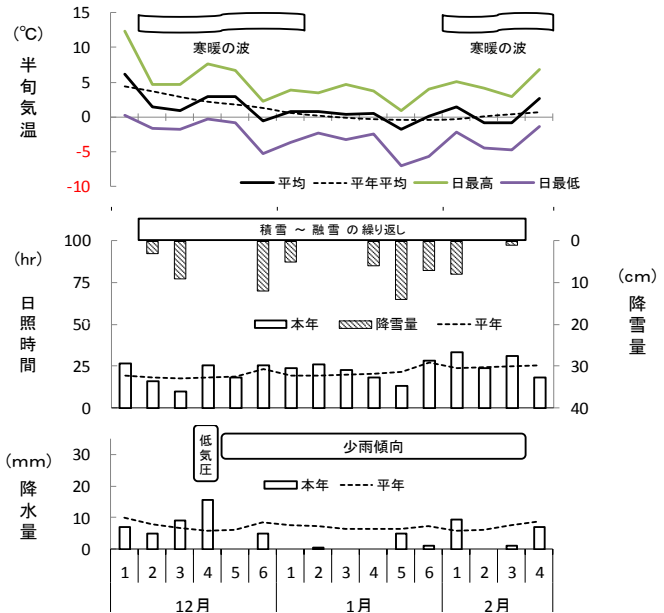 (℃)
半旬気温
15
10
5
0
-5
-10
寒暖の波
寒暖の波
平均 平年平均 日最高 日最低
積雪 ～ 融雪 の繰り返し
(hr)
日照時間
100
75
50
25
0
本年 降雪量 平年
0
10
20
30
40
(cm)
降雪量
低気圧
少雨傾向
(mm)
降水量
30
20
10
0
本年 平年
1 2 3 4 5 6 1 2 3 4 5 6 1 2 3 4
12月 1月 2月